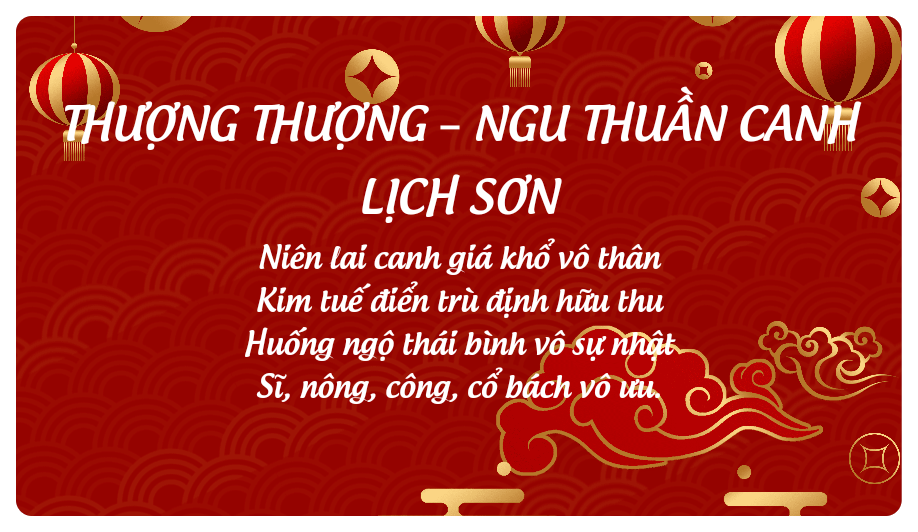 THƯỢNG THƯỢNG – NGU THUẦN CANH
LỊCH SƠN
Niên lai canh giá khổ vô thân
Kim tuế điển trù định hữu thu
Huống ngộ thái bình vô sự nhật
Sĩ, nông, công, cổ bách vô ưu.